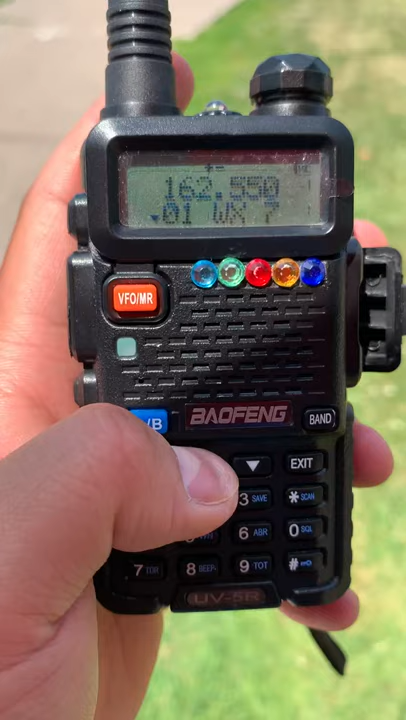 +-
162.550
▾01 WX 7
VFO/MR
/B
BAOFENG
BAND
▼
EXIT
3 SAVE
* SCAN
6 ABR
0 SQL
7 TDR
8 BEEP
9 TOT
#
UV-5R